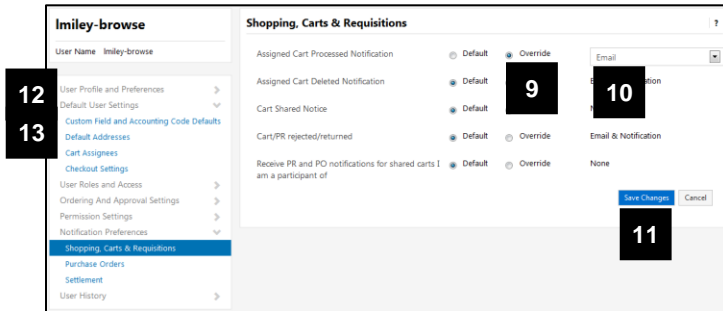 lmiley-browse
User Name lmiley-browse
12
User Profile and Preferences
Default User Settings
13
Custom Field and Accounting Code Defaults
Default Addresses
Cart Assignees
Checkout Settings
User Roles and Access
Ordering And Approval Settings
Permission Settings
Notification Preferences
Shopping, Carts & Requisitions
Purchase Orders
Settlement
User History
Shopping, Carts & Requisitions ?
Assigned Cart Processed Notification Default Override Email
Assigned Cart Deleted Notification Default
9
10
Cart Shared Notice Default
Cart/PR rejected/returned Default Override Email & Notification
Receive PR and PO notifications for shared carts I Default Override None
am a participant of
Save Changes Cancel
11